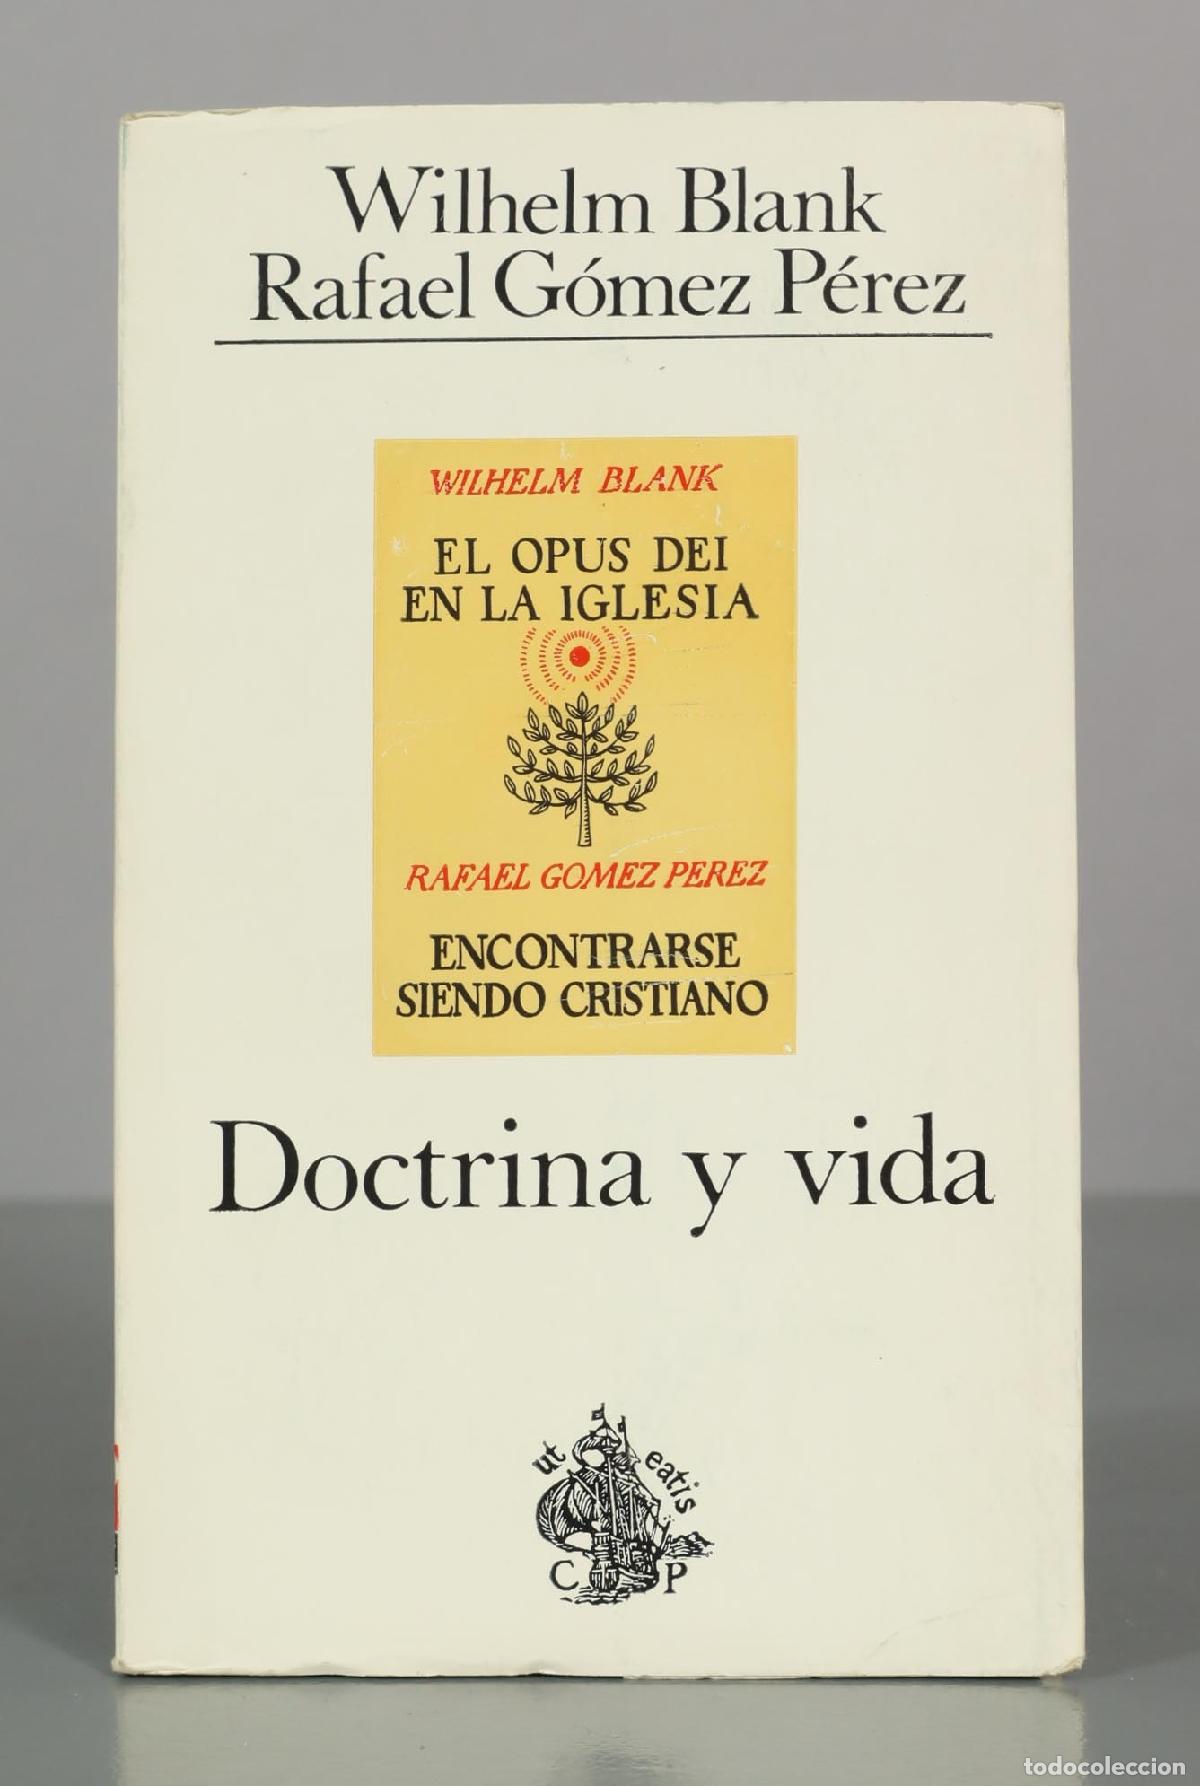 Wilhelm Blank
Rafael Gómez Pérez
WILHELM BLANK
EL OPUS DEI
EN LA IGLESIA
RAFAEL GOMEZ PEREZ
ENCONTRARSE
SIENDO CRISTIANO
Doctrina y vida
ut eatis
C P
todocoleccion